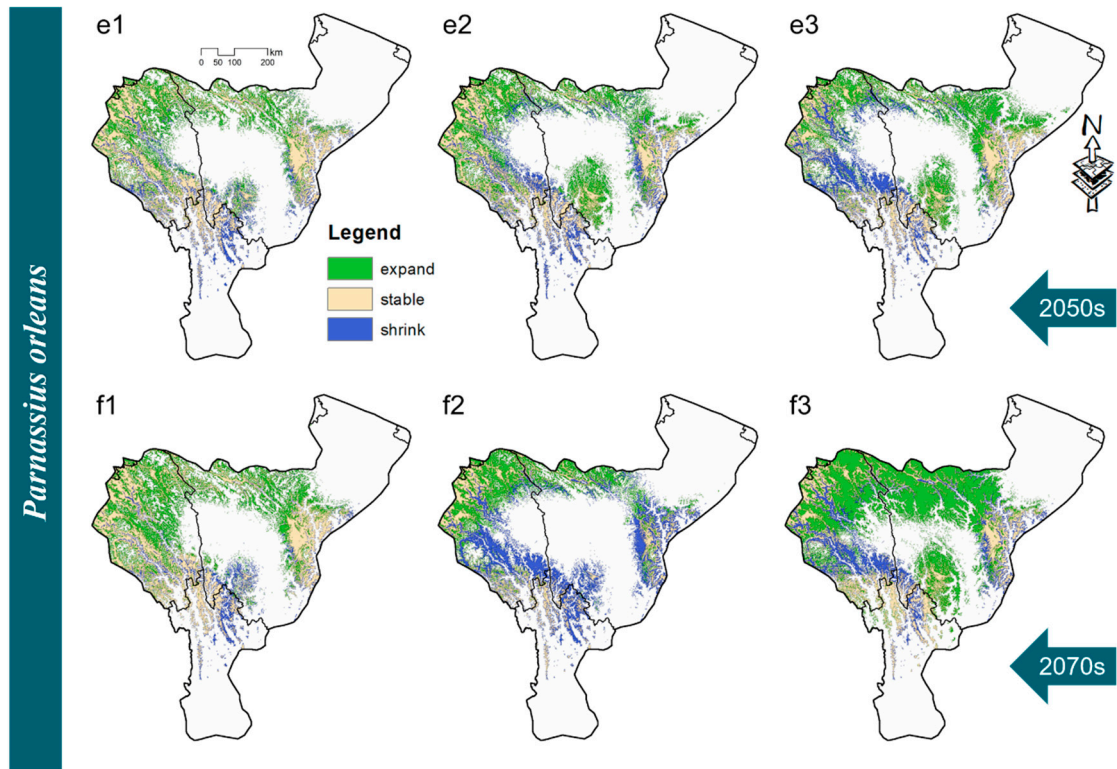 Parnassius orleans
e1
e2
e3
km
0 50 100 200
N
Legend
expand
stable
shrink
2050s
f1
f2
f3
2070s